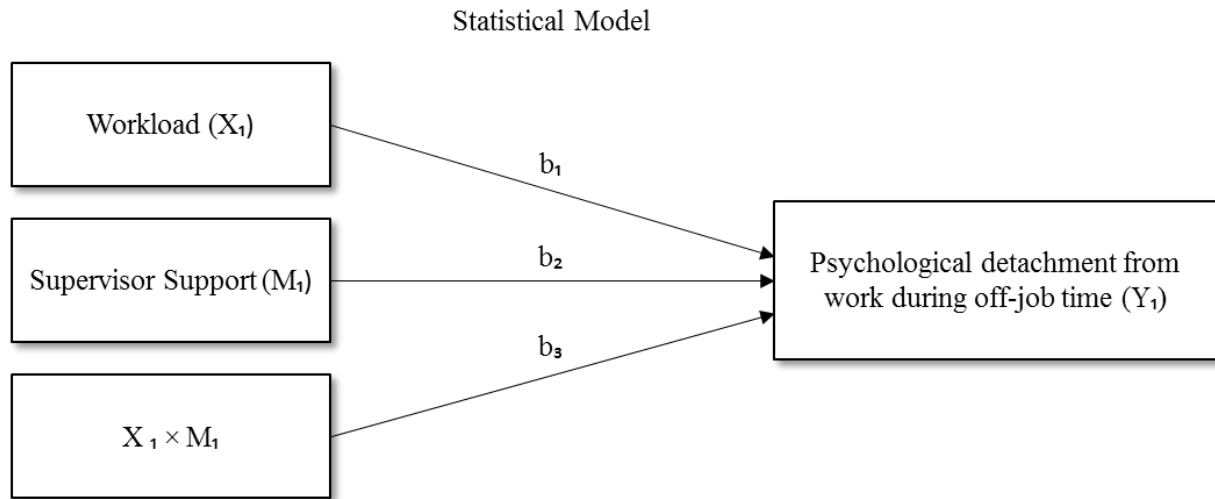 Statistical Model
Workload (X₁)
b₁
Supervisor Support (M₁)
b₂
Psychological detachment from
work during off-job time (Y₁)
b₃
X ₁ × M₁